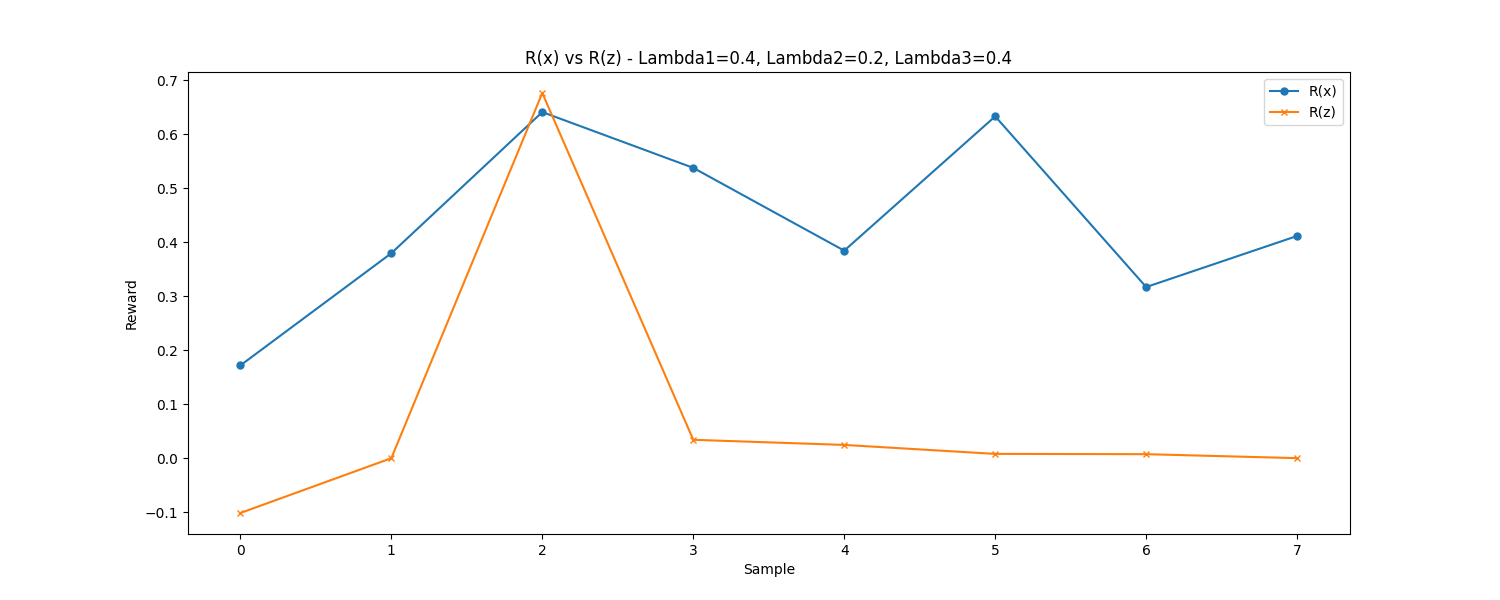 R(x) vs R(z) - Lambda1=0.4, Lambda2=0.2, Lambda3=0.4
R(x)
R(z)
Reward
0.7
0.6
0.5
0.4
0.3
0.2
0.1
0.0
−0.1
0 1 2 3 4 5 6 7
Sample